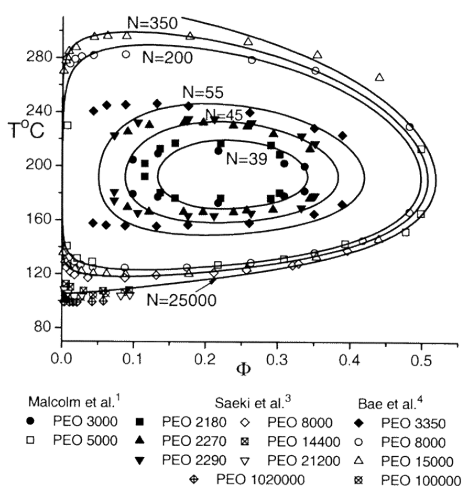 N=350
280
N=200
N=55
240
N=45
T°C
200
N=39
160
120
N=25000
80
0.0 0.1 0.2 0.3 0.4 0.5
Φ
Malcolm et al.¹ Saeki et al.³ Bae et al.⁴
● PEO 3000 ■ PEO 2180 ◇ PEO 8000 ◆ PEO 3350
□ PEO 5000 ▲ PEO 2270 ⊠ PEO 14400 ○ PEO 8000
▼ PEO 2290 ▽ PEO 21200 △ PEO 15000
⊕ PEO 1020000 ⊠ PEO 100000